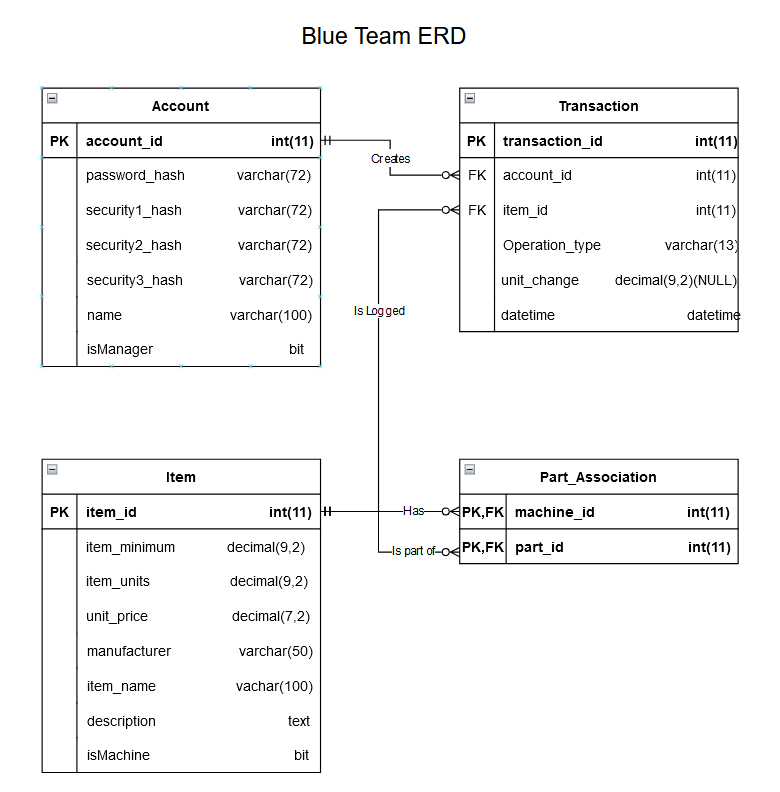 Blue Team ERD
Account
PK account_id int(11)
password_hash varchar(72)
security1_hash varchar(72)
security2_hash varchar(72)
security3_hash varchar(72)
name varchar(100)
isManager bit
Transaction
PK transaction_id int(11)
FK account_id int(11)
FK item_id int(11)
Operation_type varchar(13)
unit_change decimal(9,2)(NULL)
datetime datetime
Creates
Is Logged
Item
PK item_id int(11)
item_minimum decimal(9,2)
item_units decimal(9,2)
unit_price decimal(7,2)
manufacturer varchar(50)
item_name vachar(100)
description text
isMachine bit
Has
Is part of
Part_Association
PK,FK machine_id int(11)
PK,FK part_id int(11)